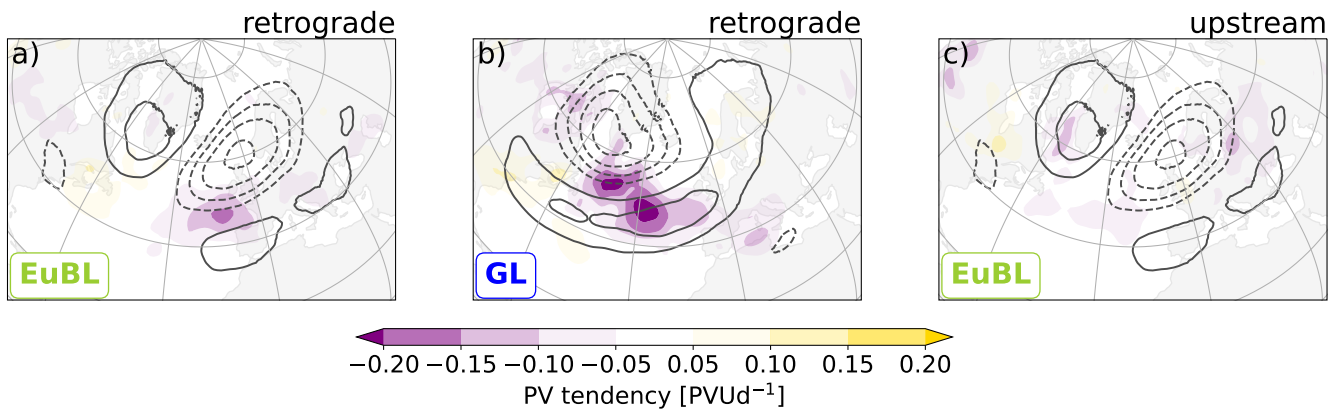 retrograde
retrograde
upstream
a)
b)
c)
EuBL
GL
EuBL
−0.20 −0.15 −0.10 −0.05 0.05 0.10 0.15 0.20
PV tendency [PVUd⁻¹]